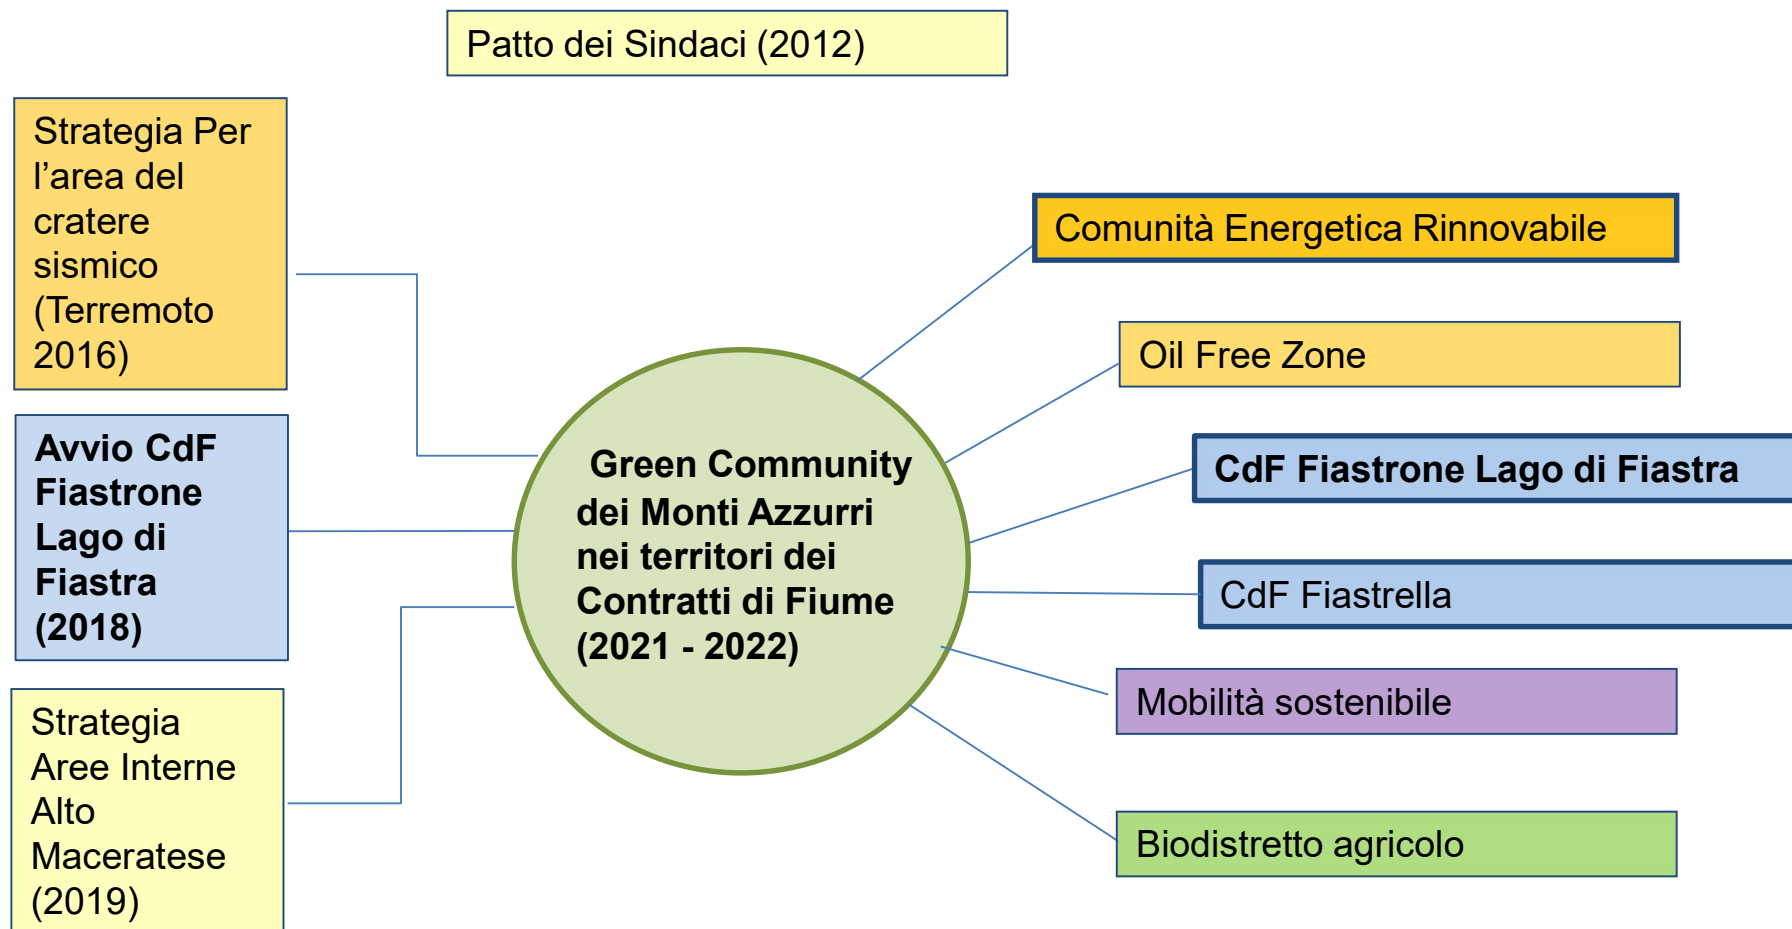 Patto dei Sindaci (2012)
Strategia Per
l’area del
cratere
sismico
(Terremoto
2016)
Avvio CdF
Fiastrone
Lago di
Fiastra
(2018)
Strategia
Aree Interne
Alto
Maceratese
(2019)
Green Community
dei Monti Azzurri
nei territori dei
Contratti di Fiume
(2021 - 2022)
Comunità Energetica Rinnovabile
Oil Free Zone
CdF Fiastrone Lago di Fiastra
CdF Fiastrella
Mobilità sostenibile
Biodistretto agricolo